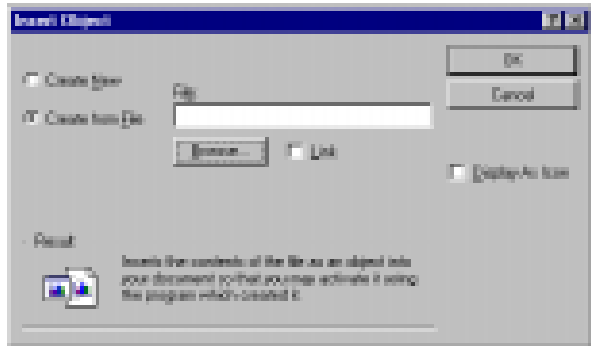 Insert Object
Create New
Create from File
File:
Browse...
Link
OK
Cancel
Display As Icon
Result
Inserts the contents of the file as an object into
your document so that you may activate it using
the program which created it.